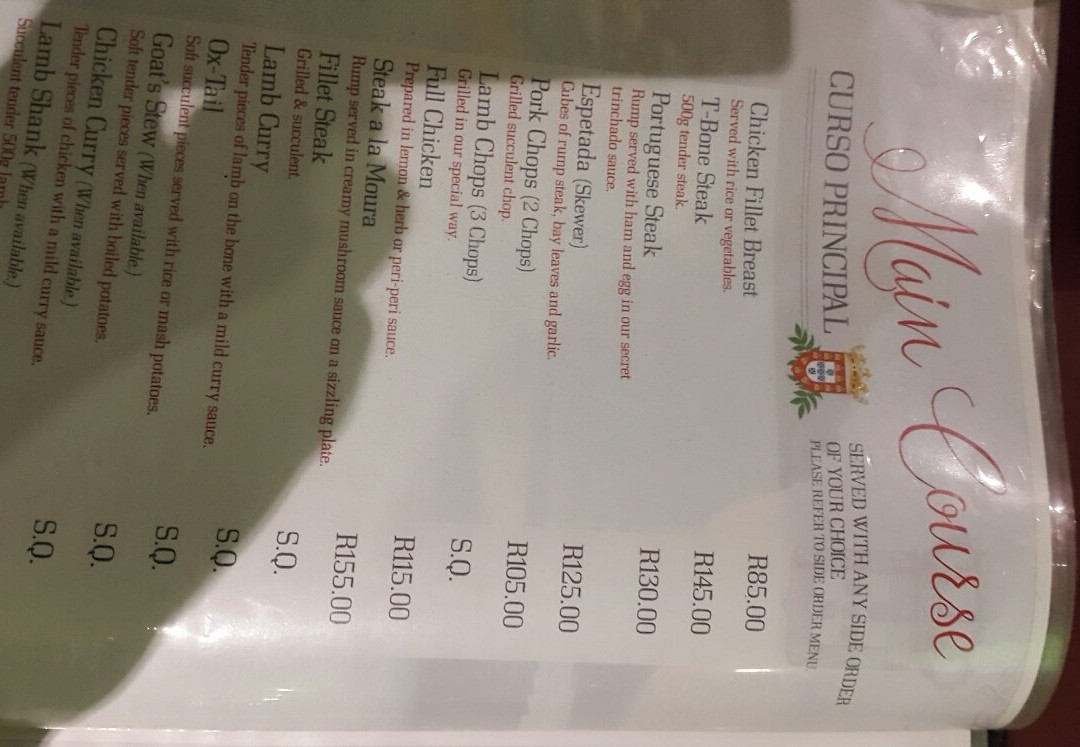 Main Course
CURSO PRINCIPAL
SERVED WITH ANY SIDE ORDER
OF YOUR CHOICE
PLEASE REFER TO SIDE ORDER MENU.
Chicken Fillet Breast R85.00
Served with rice or vegetables.
T-Bone Steak R145.00
500g tender steak.
Portuguese Steak R130.00
Rump served with ham and egg in our secret
trinchado sauce.
Espetada (Skewer) R125.00
Cubes of rump steak, bay leaves and garlic.
Pork Chops (2 Chops) R105.00
Grilled succulent chop.
Lamb Chops (3 Chops) S.Q.
Grilled in our special way.
Full Chicken R115.00
Prepared in lemon & herb or peri-peri sauce.
Steak a la Moura R155.00
Rump served in creamy mushroom sauce on a sizzling plate.
Fillet Steak S.Q.
Grilled & succulent.
Lamb Curry S.Q.
Tender pieces of lamb on the bone with a mild curry sauce.
Ox-Tail S.Q.
Soft succulent pieces served with rice or mash potatoes.
Goat's Stew (When available.) S.Q.
Soft tender pieces served with boiled potatoes.
Chicken Curry (When available.) S.Q.
Tender pieces of chicken with a mild curry sauce.
Lamb Shank (When available.)
Succulent tender 500g lamb